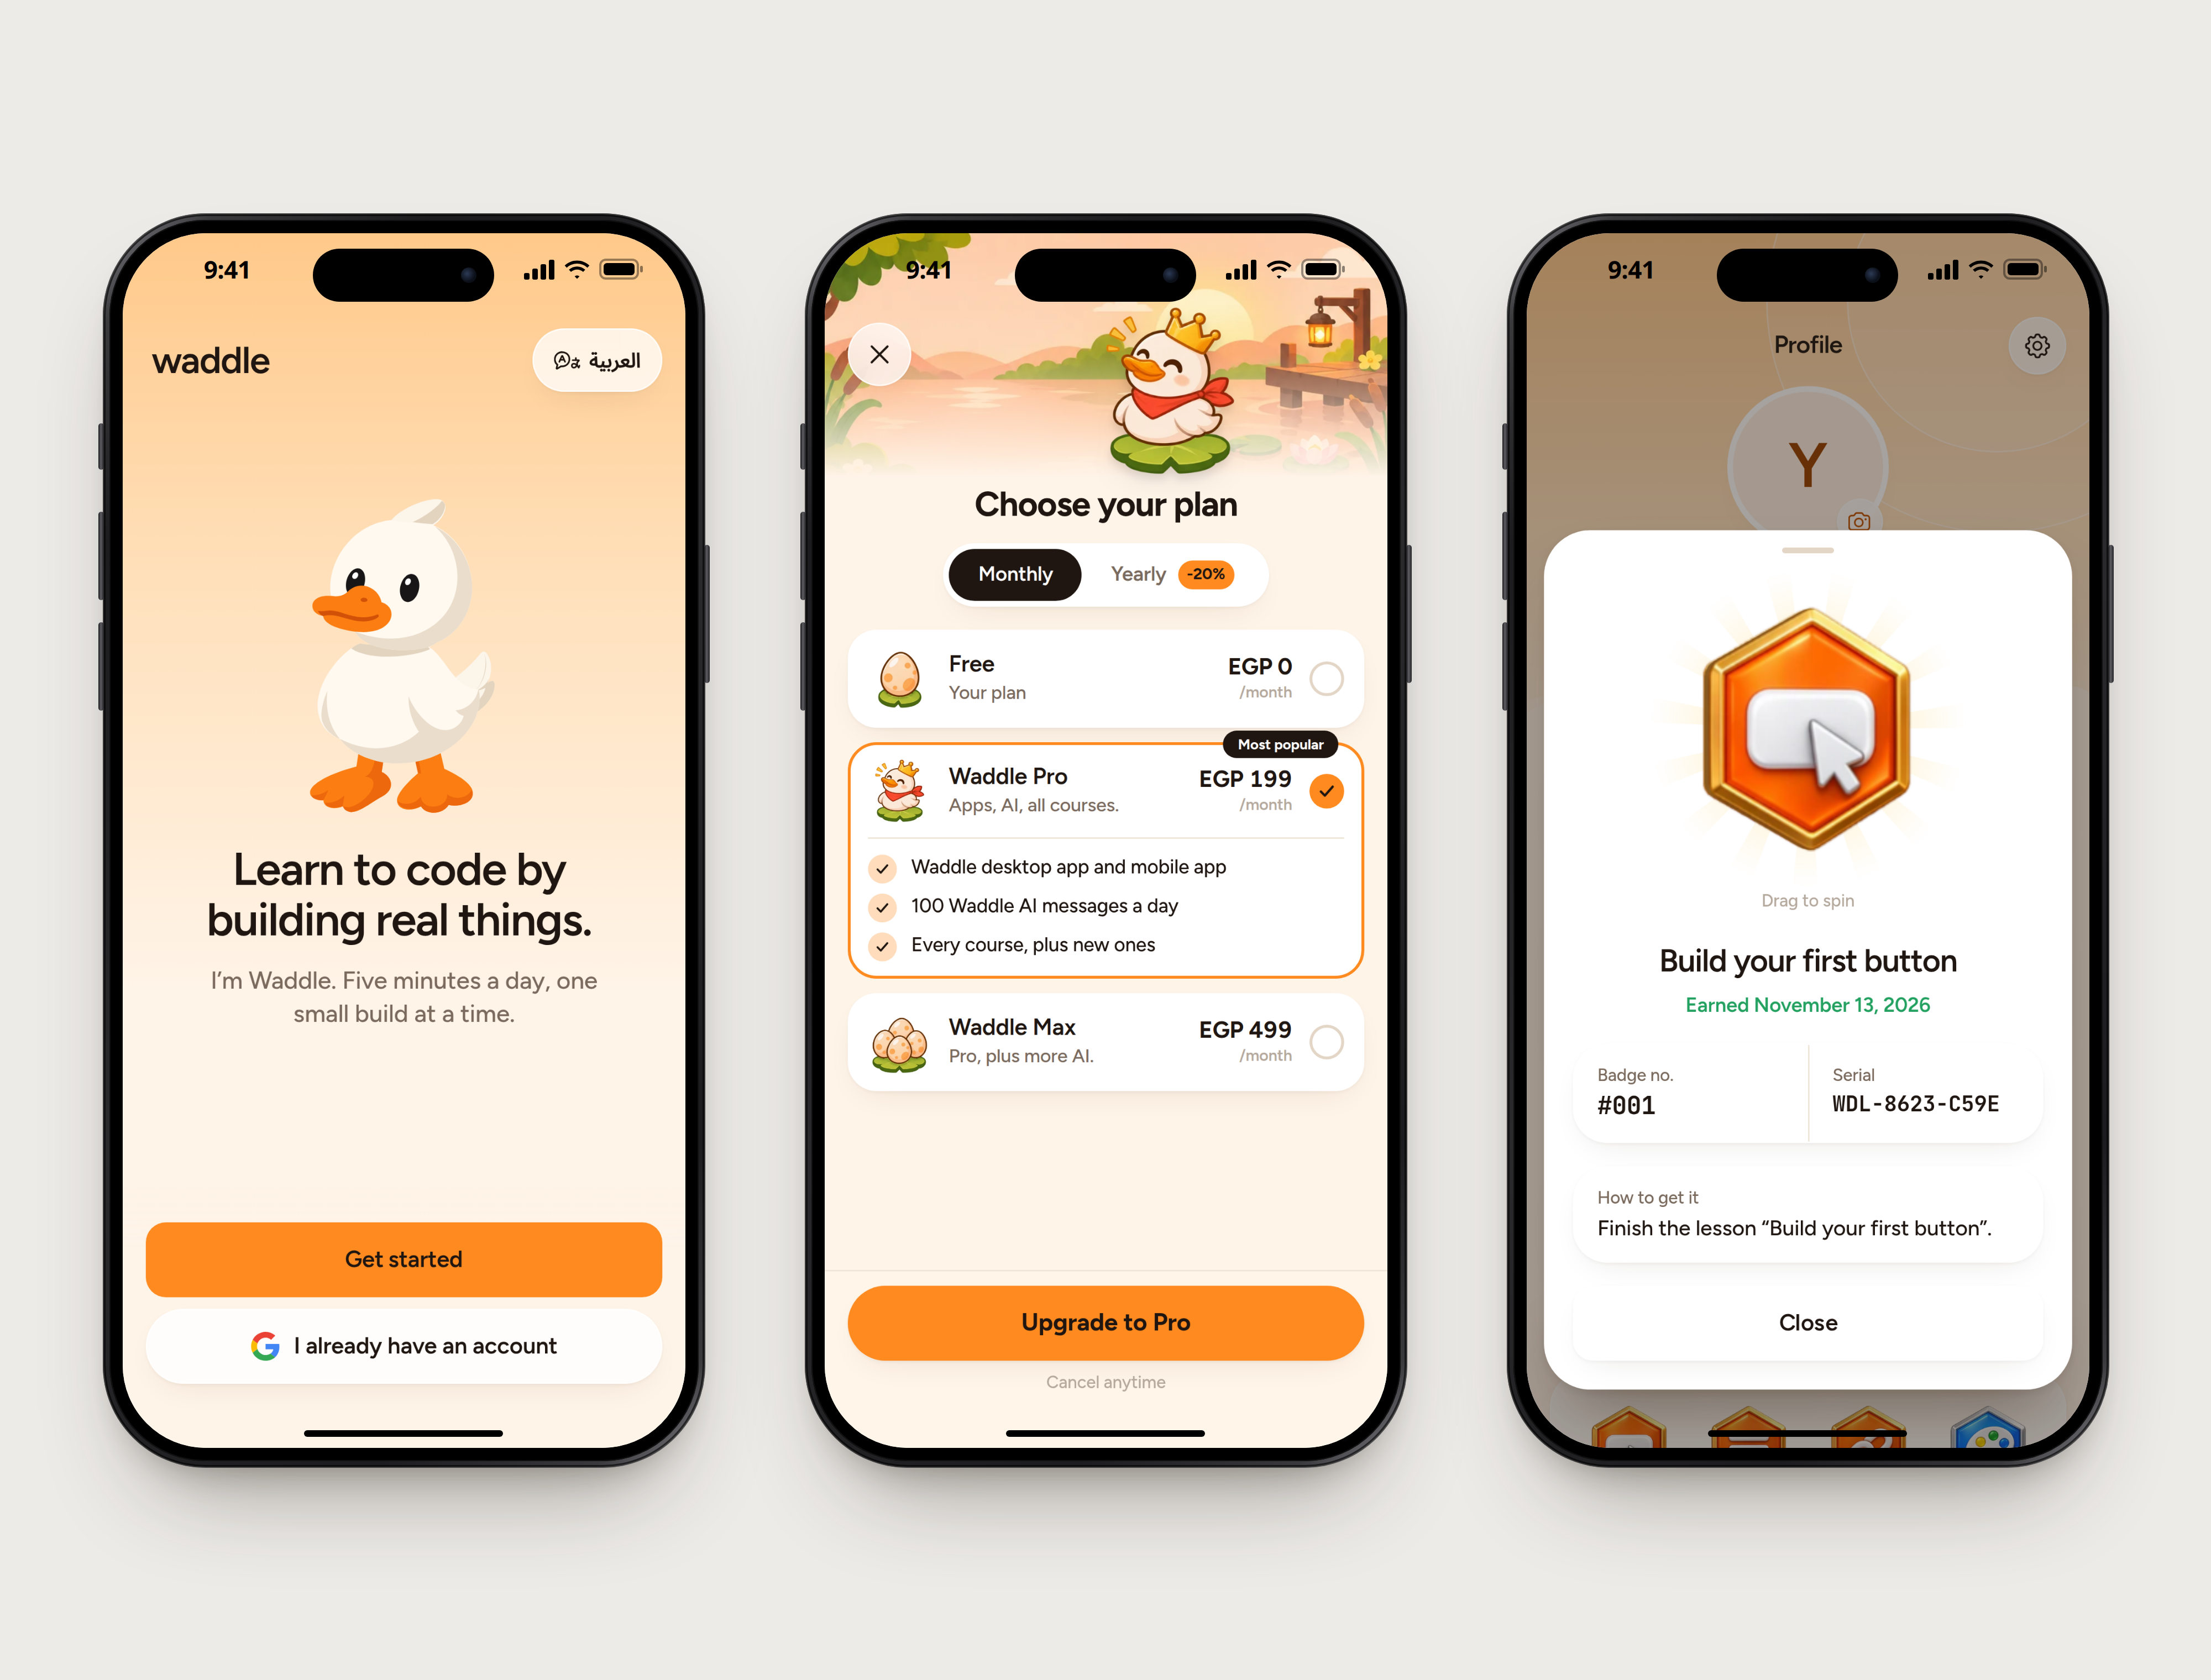 9:41
waddle
العربية
Learn to code by
building real things.
I'm Waddle. Five minutes a day, one
small build at a time.
Get started
I already have an account
9:41
Choose your plan
Monthly
Yearly -20%
Free
Your plan
EGP 0
/month
Most popular
Waddle Pro
Apps, AI, all courses.
EGP 199
/month
Waddle desktop app and mobile app
100 Waddle AI messages a day
Every course, plus new ones
Waddle Max
Pro, plus more AI.
EGP 499
/month
Upgrade to Pro
Cancel anytime
9:41
Profile
Y
Drag to spin
Build your first button
Earned November 13, 2026
Badge no.
#001
Serial
WDL-8623-C59E
How to get it
Finish the lesson “Build your first button”.
Close